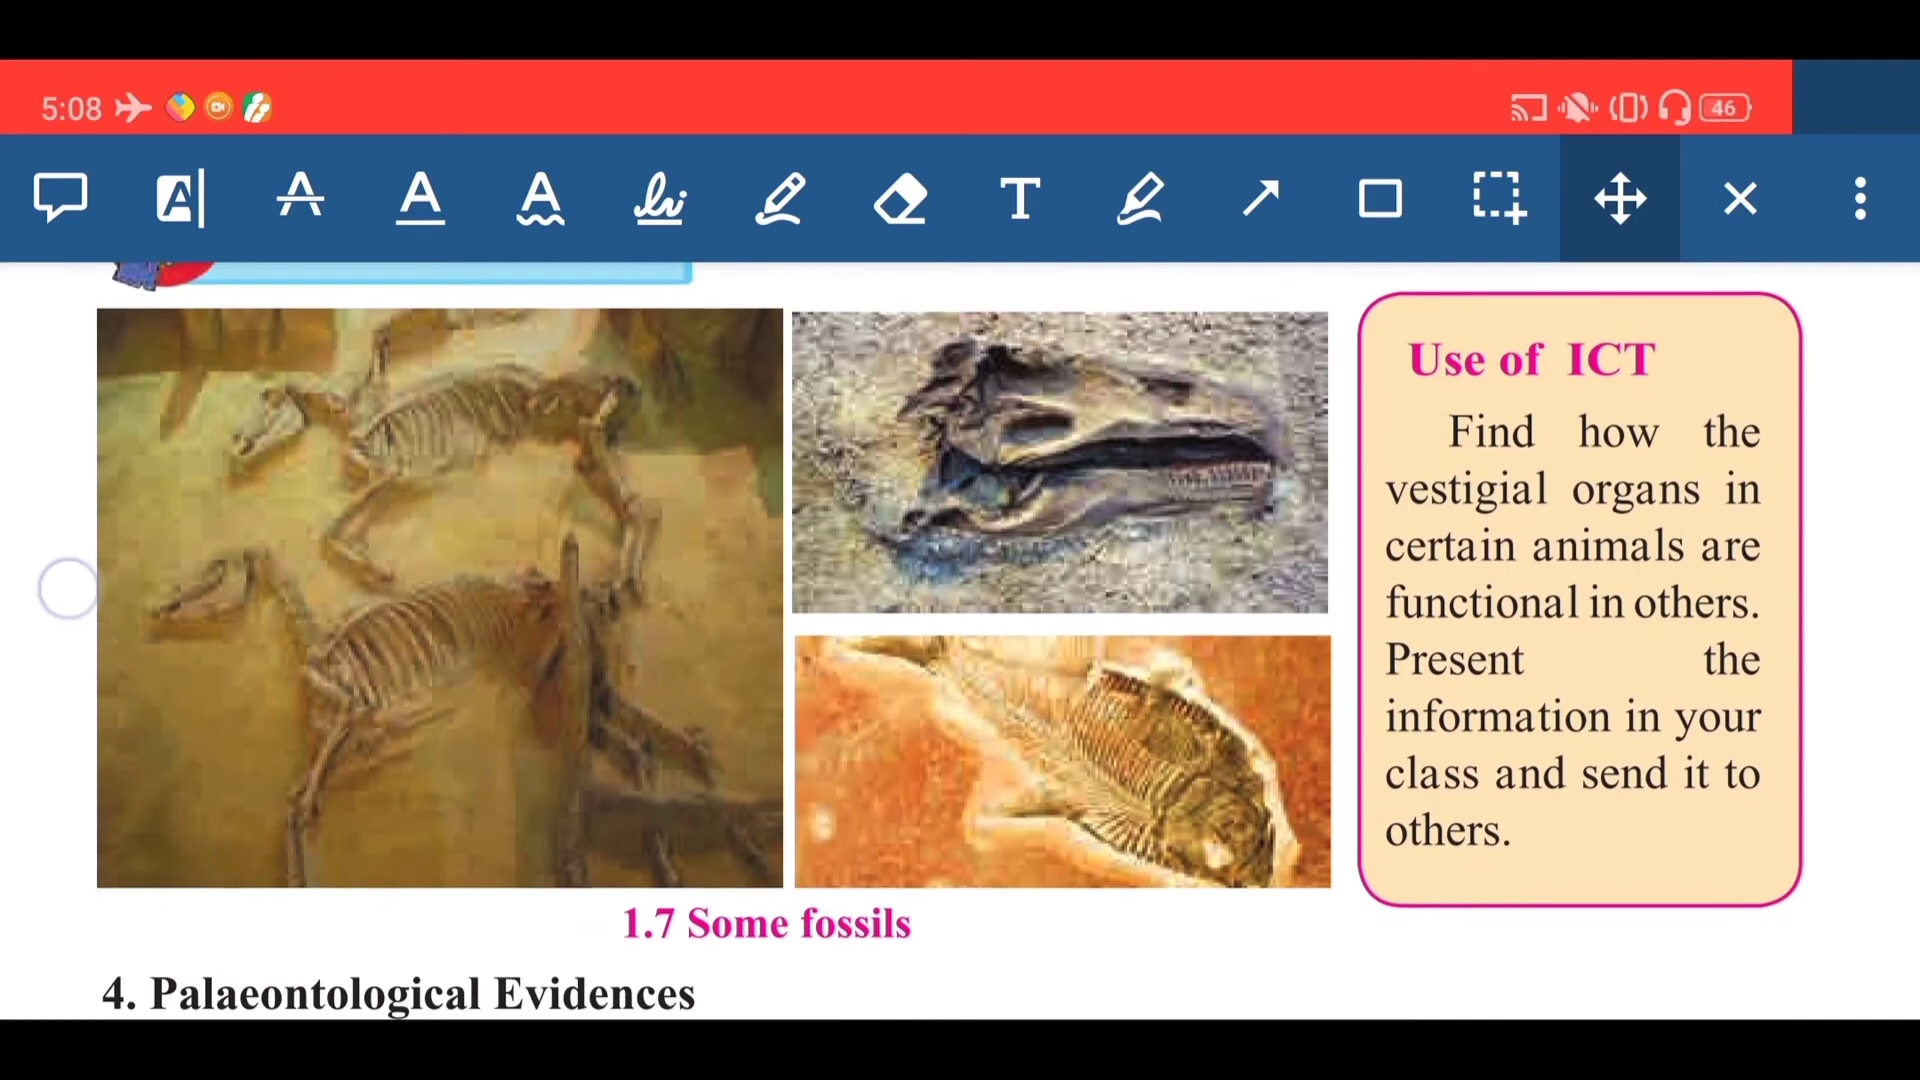 5:08
46
Use of ICT
Find how the
vestigial organs in
certain animals are
functional in others.
Present the
information in your
class and send it to
others.
1.7 Some fossils
4. Palaeontological Evidences